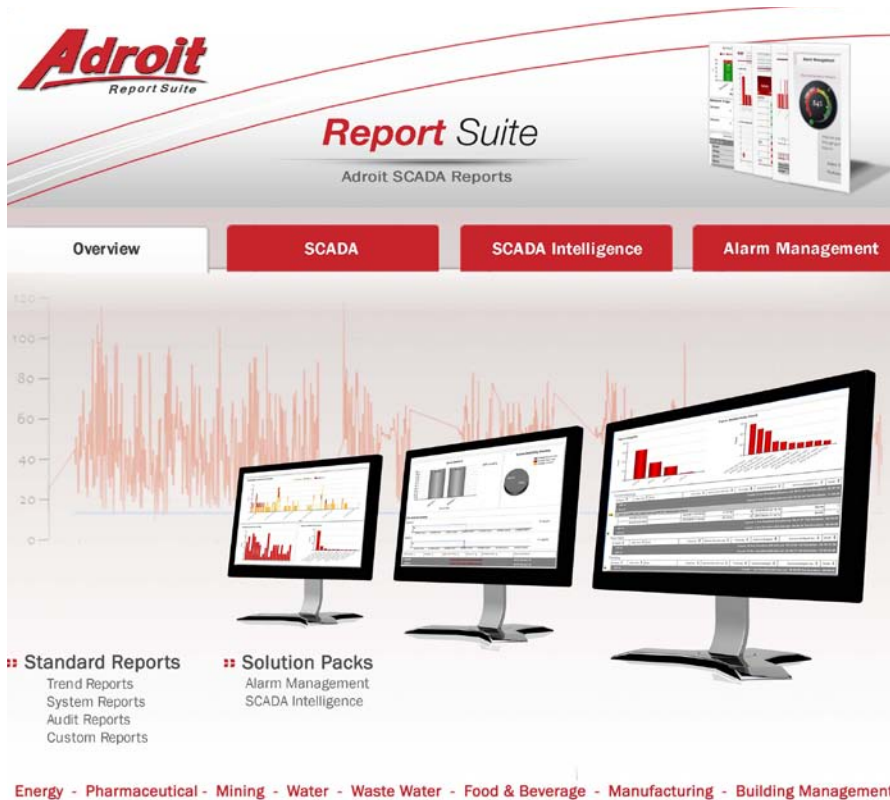 Adroit
Report Suite
Report Suite
Adroit SCADA Reports
Overview
SCADA
SCADA Intelligence
Alarm Management
120
100
80
60
40
20
0
Standard Reports
Trend Reports
System Reports
Audit Reports
Custom Reports
Solution Packs
Alarm Management
SCADA Intelligence
Energy - Pharmaceutical - Mining - Water - Waste Water - Food & Beverage - Manufacturing - Building Management